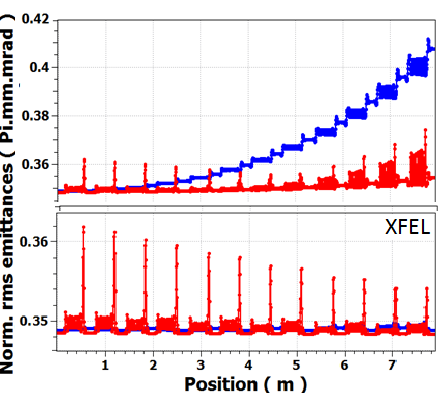 Norm. rms emittances ( Pi.mm.mrad )
0.42
0.4
0.38
0.36
XFEL
0.36
0.35
1 2 3 4 5 6 7
Position ( m )